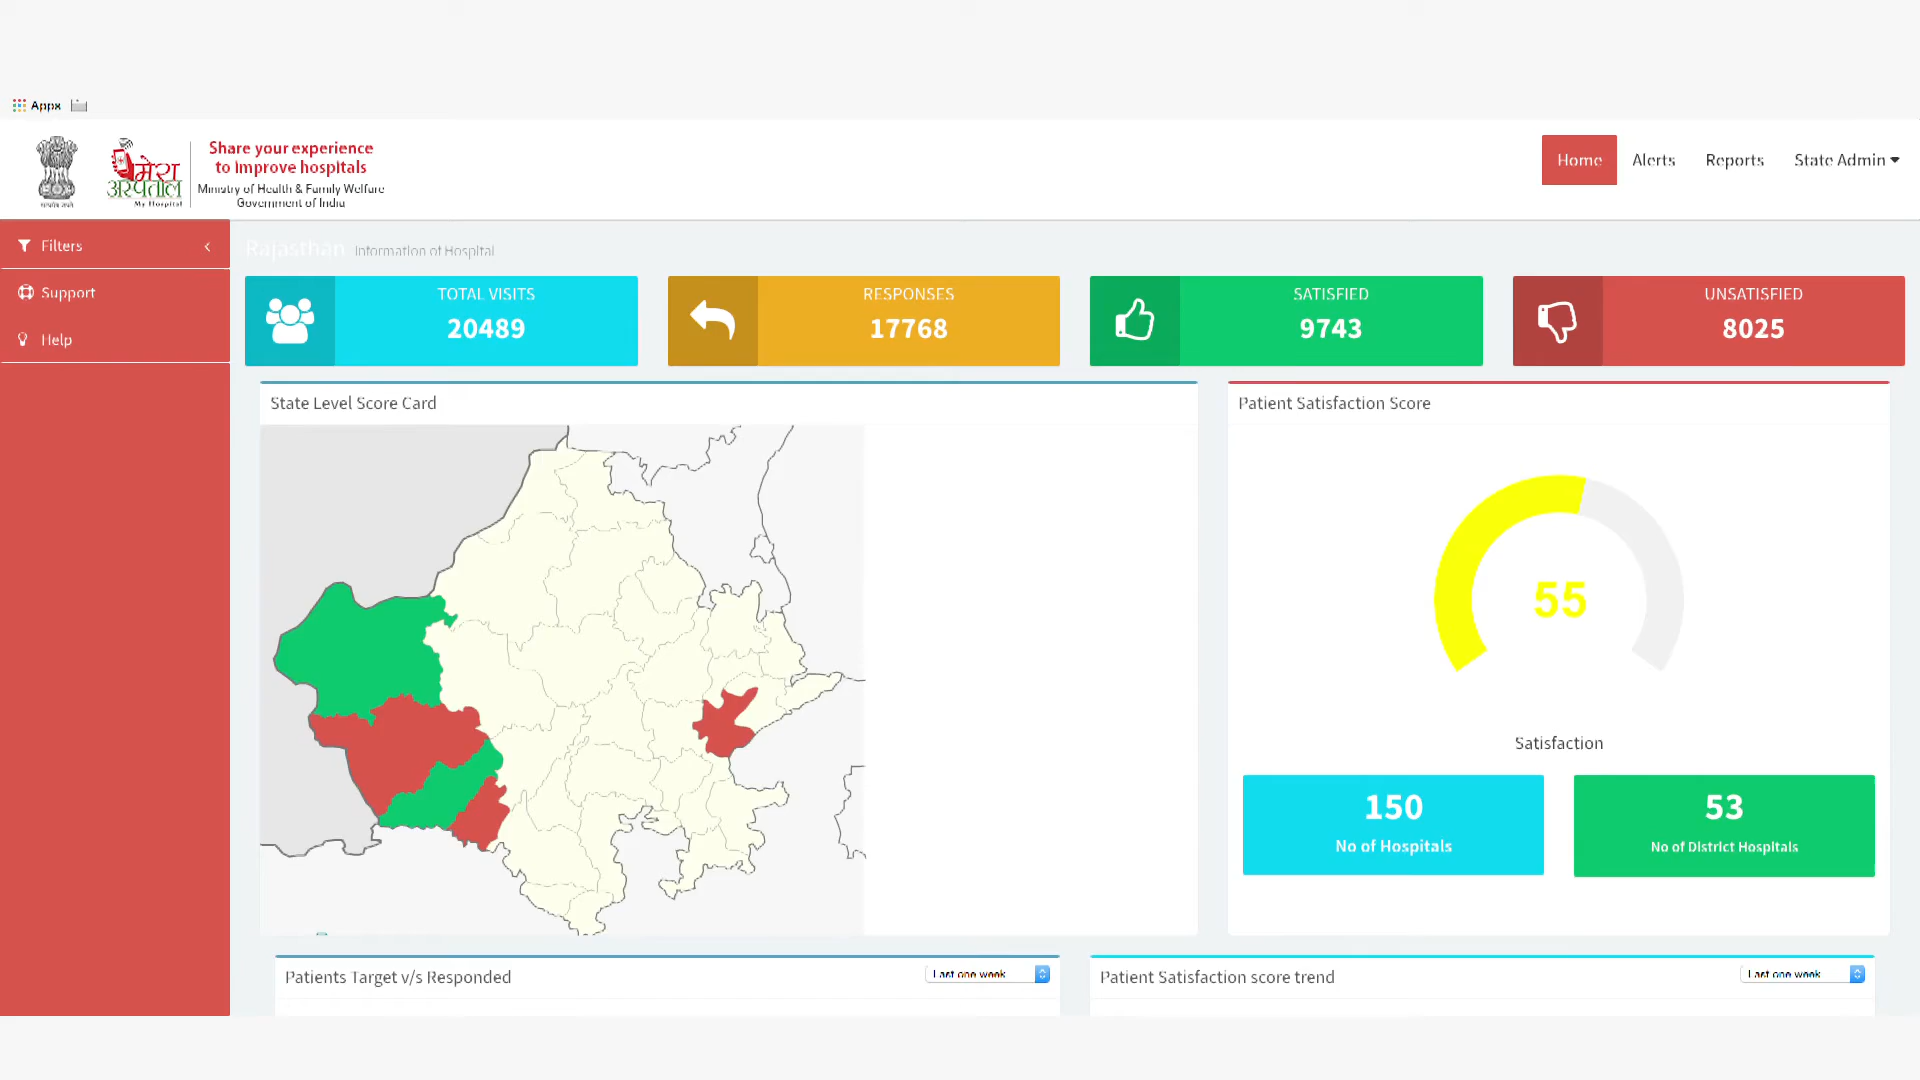 Apps
मेरा
अस्पताल
My Hospital
Share your experience
to improve hospitals
Ministry of Health & Family Welfare
Government of India
Home
Alerts
Reports
State Admin
Filters
Support
Help
Rajasthan Information of Hospital
TOTAL VISITS
20489
RESPONSES
17768
SATISFIED
9743
UNSATISFIED
8025
State Level Score Card
Patient Satisfaction Score
55
Satisfaction
150
No of Hospitals
53
No of District Hospitals
Patients Target v/s Responded
Last one week
Patient Satisfaction score trend
Last one week